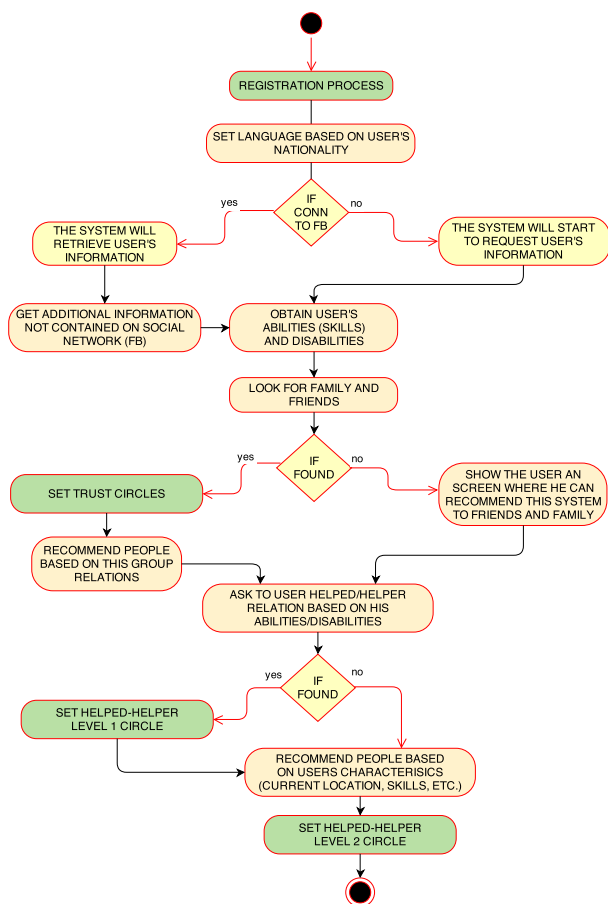 REGISTRATION PROCESS
SET LANGUAGE BASED ON USER'S
NATIONALITY
IF
CONN
TO FB
yes
no
THE SYSTEM WILL
RETRIEVE USER'S
INFORMATION
THE SYSTEM WILL START
TO REQUEST USER'S
INFORMATION
GET ADDITIONAL INFORMATION
NOT CONTAINED ON SOCIAL
NETWORK (FB)
OBTAIN USER'S
ABILITIES (SKILLS)
AND DISABILITIES
LOOK FOR FAMILY AND
FRIENDS
IF
FOUND
yes
no
SET TRUST CIRCLES
SHOW THE USER AN
SCREEN WHERE HE CAN
RECOMMEND THIS SYSTEM
TO FRIENDS AND FAMILY
RECOMMEND PEOPLE
BASED ON THIS GROUP
RELATIONS
ASK TO USER HELPED/HELPER
RELATION BASED ON HIS
ABILITIES/DISABILITIES
IF
FOUND
yes
no
SET HELPED-HELPER
LEVEL 1 CIRCLE
RECOMMEND PEOPLE BASED
ON USERS CHARACTERISICS
(CURRENT LOCATION, SKILLS, ETC.)
SET HELPED-HELPER
LEVEL 2 CIRCLE